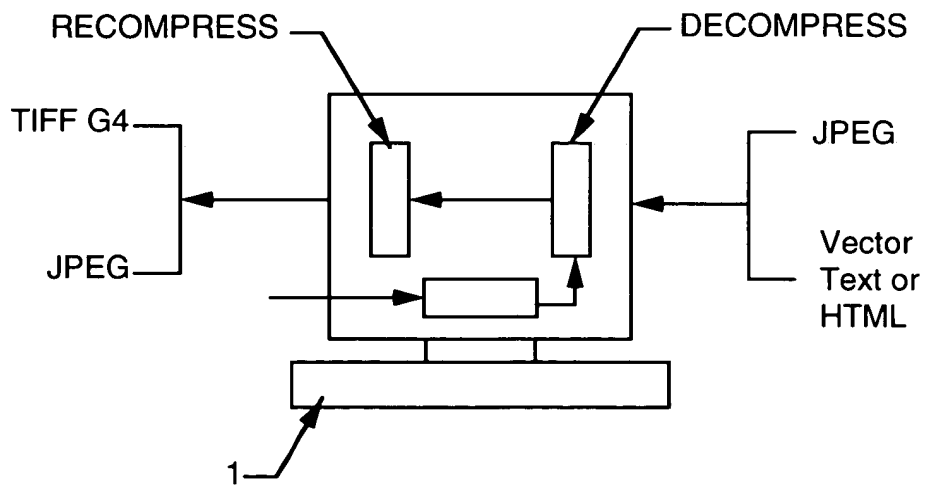 RECOMPRESS
DECOMPRESS
TIFF G4
JPEG
JPEG
Vector
Text or
HTML
1